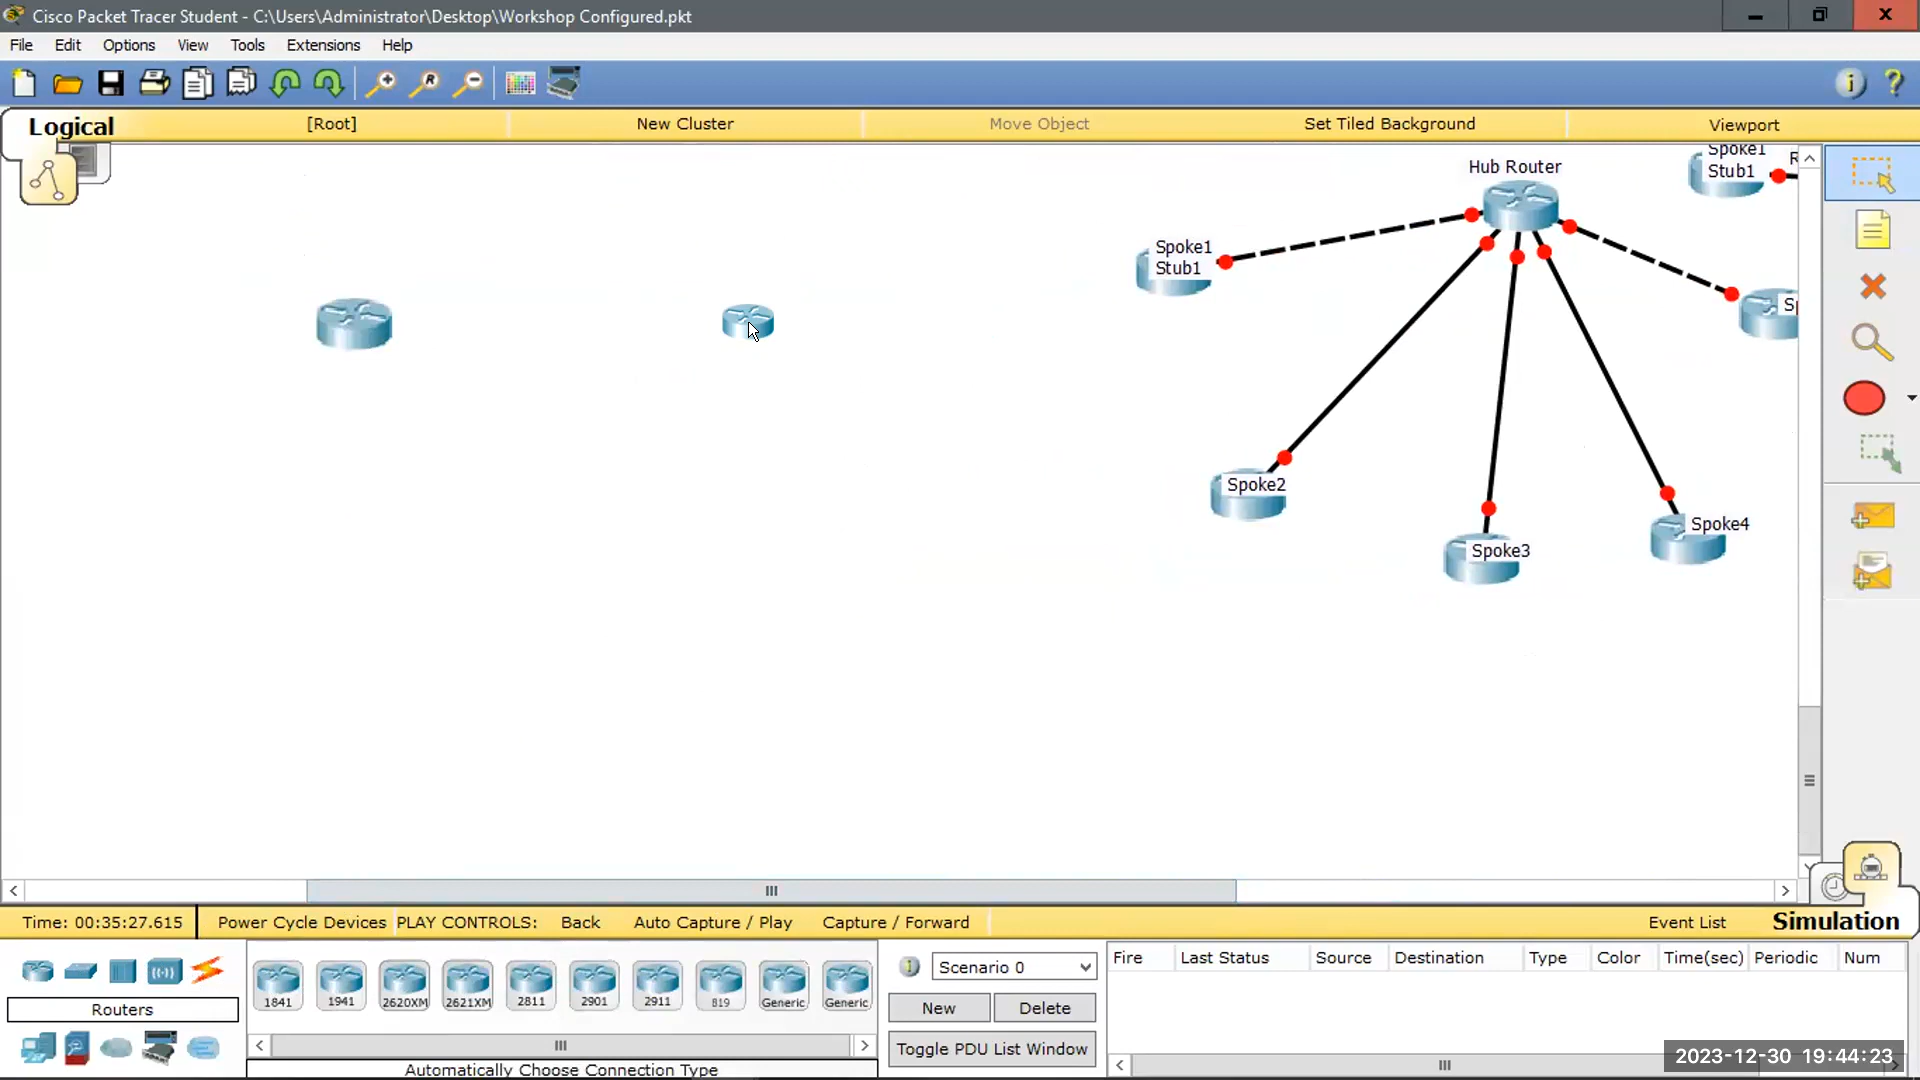 Cisco Packet Tracer Student - C:\Users\Administrator\Desktop\Workshop Configured.pkt
File Edit Options View Tools Extensions Help
Logical [Root] New Cluster Move Object Set Tiled Background Viewport
Hub Router
Spoke1
Stub1
R
Spoke1
Stub1
Sp
Spoke2
Spoke3
Spoke4
Time: 00:35:27.615 Power Cycle Devices PLAY CONTROLS: Back Auto Capture / Play Capture / Forward Event List Simulation
Routers
1841 1941 2620XM 2621XM 2811 2901 2911 819 Generic Generic
Automatically Choose Connection Type
Scenario 0
New Delete
Toggle PDU List Window
Fire Last Status Source Destination Type Color Time(sec) Periodic Num
2023-12-30 19:44:23